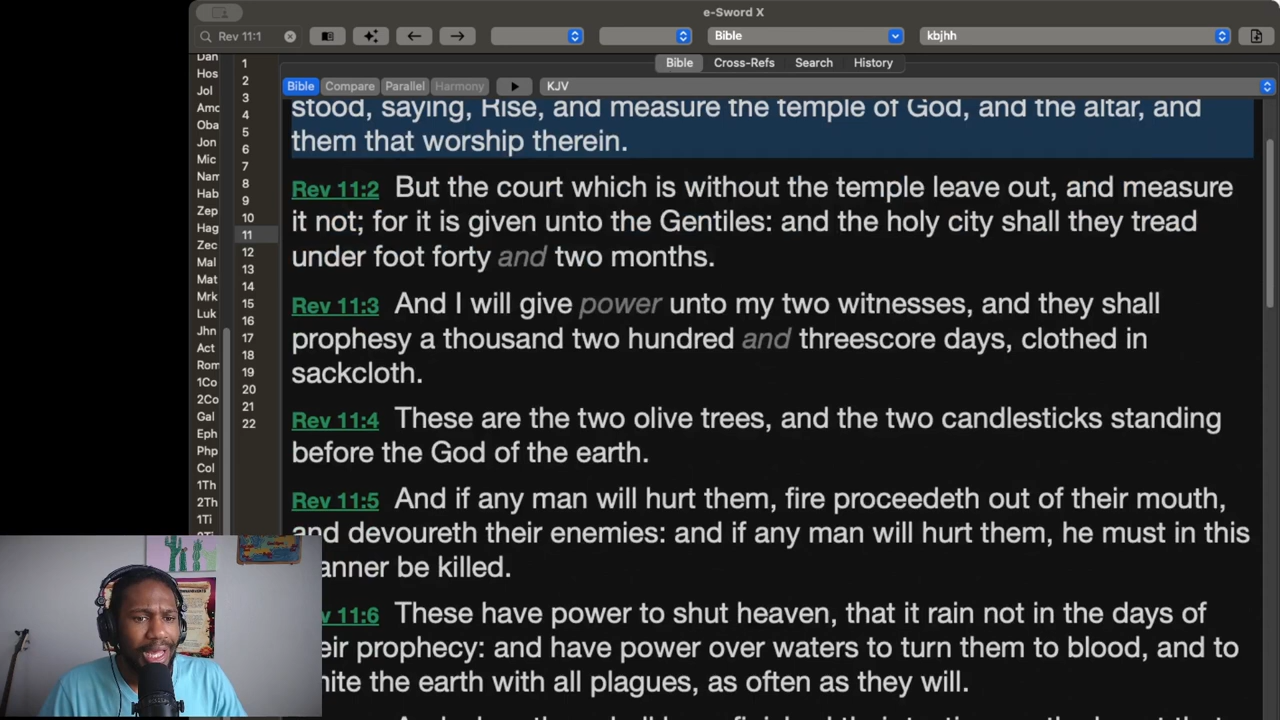 e-Sword X
Rev 11:1
Bible
kbjhh
Bible Cross-Refs Search History
Bible Compare Parallel Harmony
KJV
Dan
Hos
Jol
Amo
Oba
Jon
Mic
Nam
Hab
Zep
Hag
Zec
Mal
Mat
Mrk
Luk
Jhn
Act
Rom
1Co
2Co
Gal
Eph
Php
Col
1Th
2Th
1Ti
1
2
3
4
5
6
7
8
9
10
11
12
13
14
15
16
17
18
19
20
21
22
stood, saying, Rise, and measure the temple of God, and the altar, and
them that worship therein.
Rev 11:2 But the court which is without the temple leave out, and measure
it not; for it is given unto the Gentiles: and the holy city shall they tread
under foot forty and two months.
Rev 11:3 And I will give power unto my two witnesses, and they shall
prophesy a thousand two hundred and threescore days, clothed in
sackcloth.
Rev 11:4 These are the two olive trees, and the two candlesticks standing
before the God of the earth.
Rev 11:5 And if any man will hurt them, fire proceedeth out of their mouth,
and devoureth their enemies: and if any man will hurt them, he must in this
anner be killed.
v 11:6 These have power to shut heaven, that it rain not in the days of
eir prophecy: and have power over waters to turn them to blood, and to
ite the earth with all plagues, as often as they will.